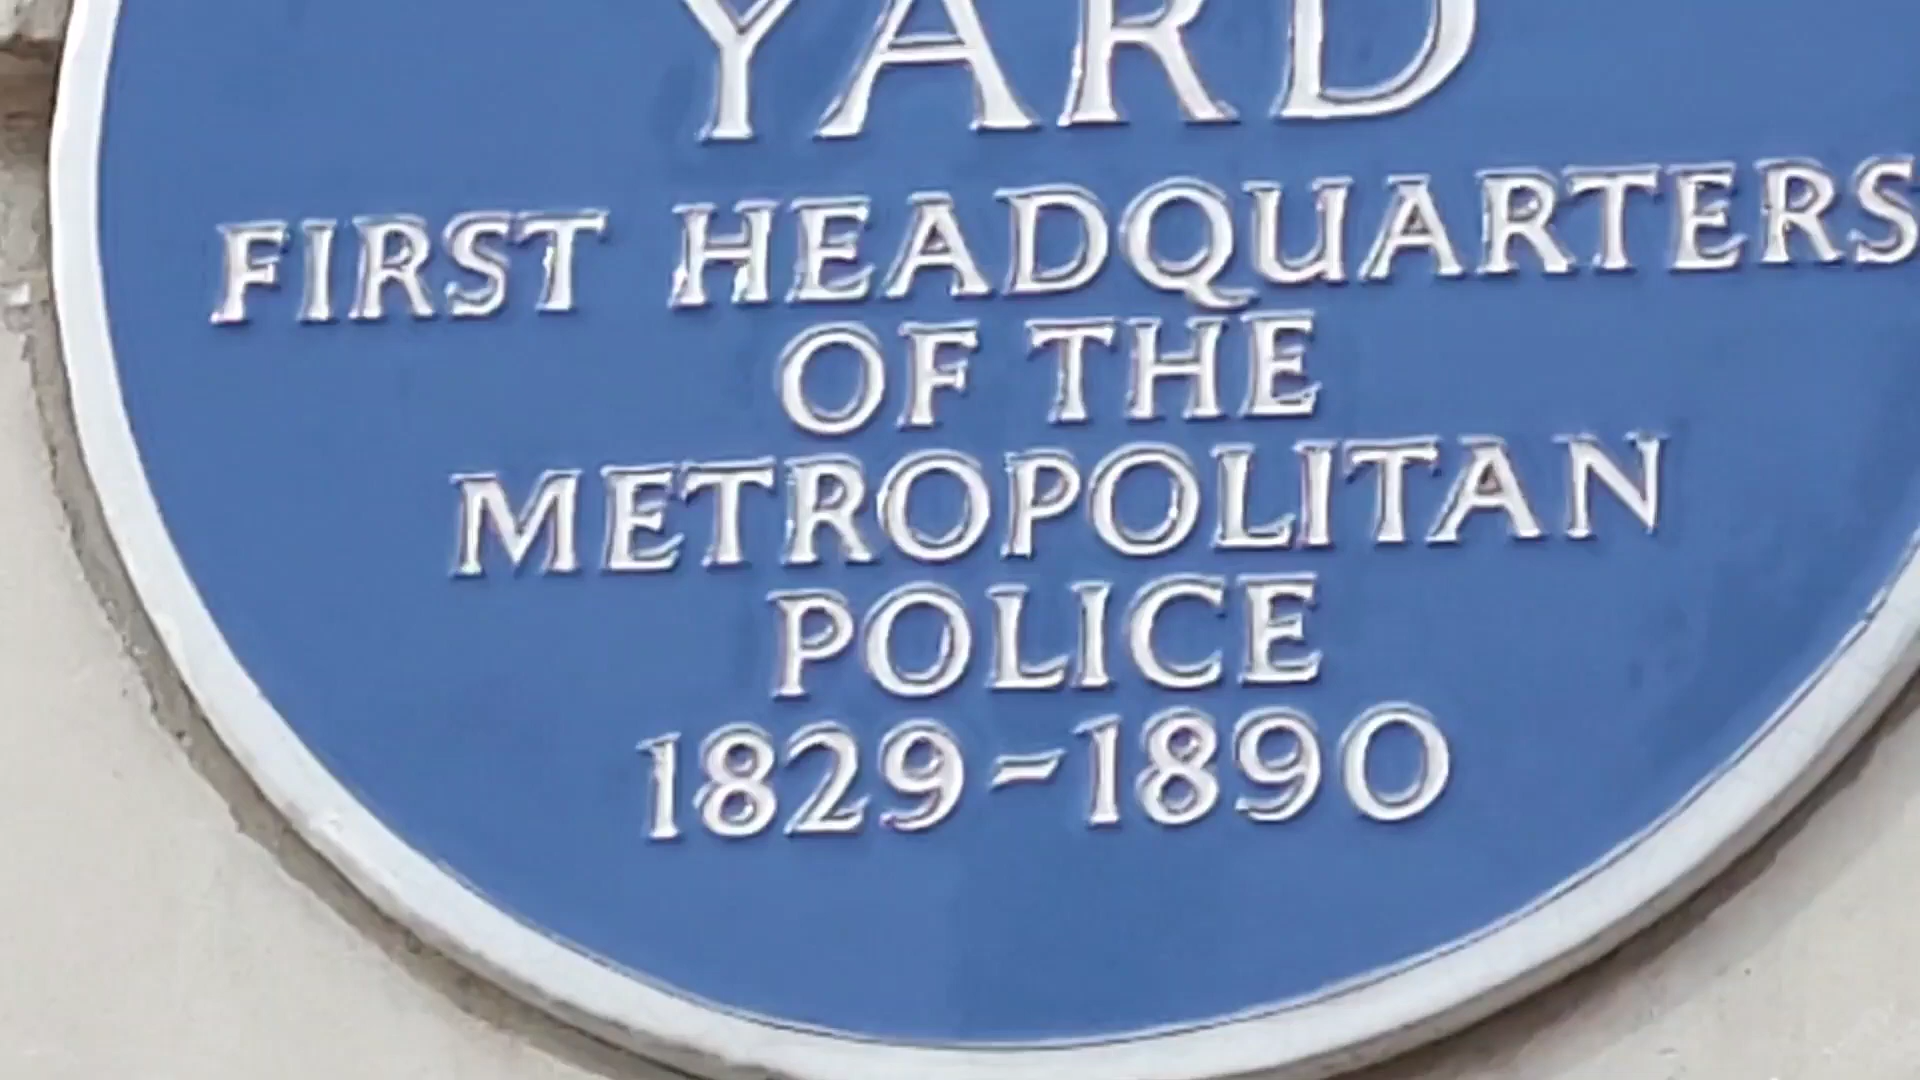 YARD
FIRST HEADQUARTERS
OF THE
METROPOLITAN
POLICE
1829-1890